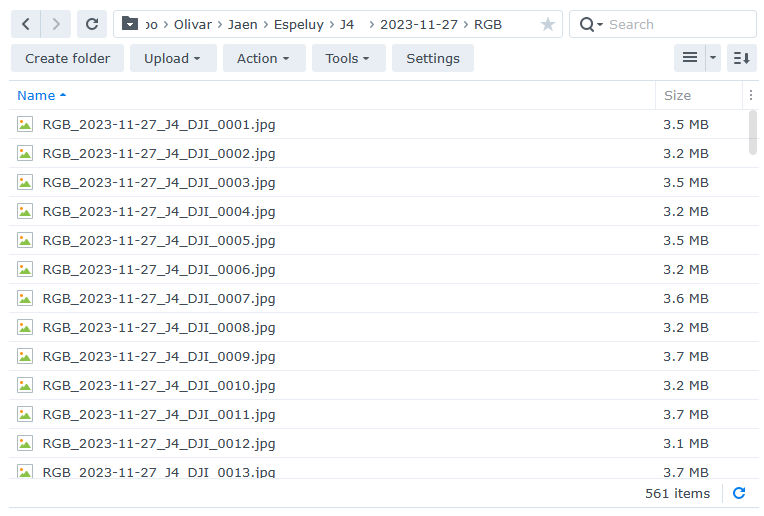 Olivar › Jaen › Espeluy › J4 › 2023-11-27 › RGB
Search
Create folder Upload Action Tools Settings
Name Size
RGB_2023-11-27_J4_DJI_0001.jpg 3.5 MB
RGB_2023-11-27_J4_DJI_0002.jpg 3.2 MB
RGB_2023-11-27_J4_DJI_0003.jpg 3.5 MB
RGB_2023-11-27_J4_DJI_0004.jpg 3.2 MB
RGB_2023-11-27_J4_DJI_0005.jpg 3.5 MB
RGB_2023-11-27_J4_DJI_0006.jpg 3.2 MB
RGB_2023-11-27_J4_DJI_0007.jpg 3.6 MB
RGB_2023-11-27_J4_DJI_0008.jpg 3.2 MB
RGB_2023-11-27_J4_DJI_0009.jpg 3.7 MB
RGB_2023-11-27_J4_DJI_0010.jpg 3.2 MB
RGB_2023-11-27_J4_DJI_0011.jpg 3.7 MB
RGB_2023-11-27_J4_DJI_0012.jpg 3.1 MB
RGB_2023-11-27_J4_DJI_0013.jpg 3.7 MB
561 items